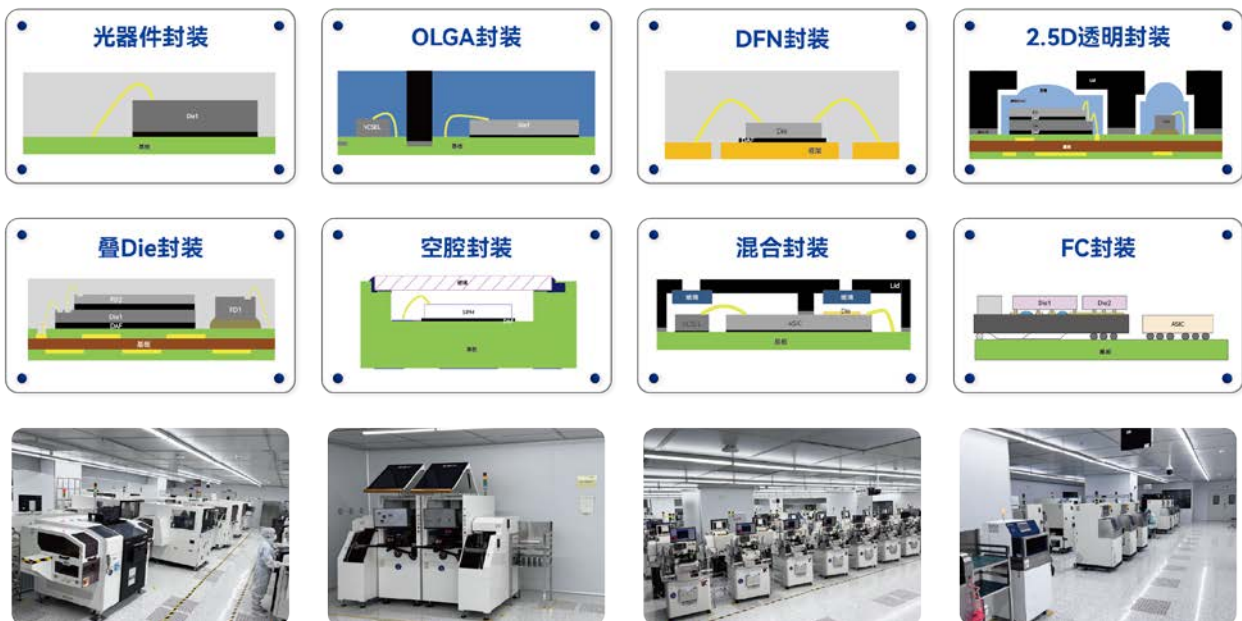 光器件封装
Die1
基板
OLGA封装
VCSEL
基板
DFN封装
Die
框架
2.5D透明封装
Lid
基板
叠Die封装
PD2
Die1
DAF
PD1
基板
空腔封装
玻璃
基板
混合封装
Lid
玻璃
玻璃
Die
VCSEL
ASIC
基板
FC封装
Die1
Die2
ASIC
基板